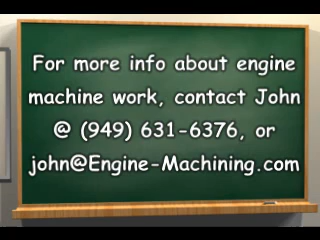 For more info about engine
machine work, contact John
@ (949) 631-6376, or
john@Engine-Machining.com